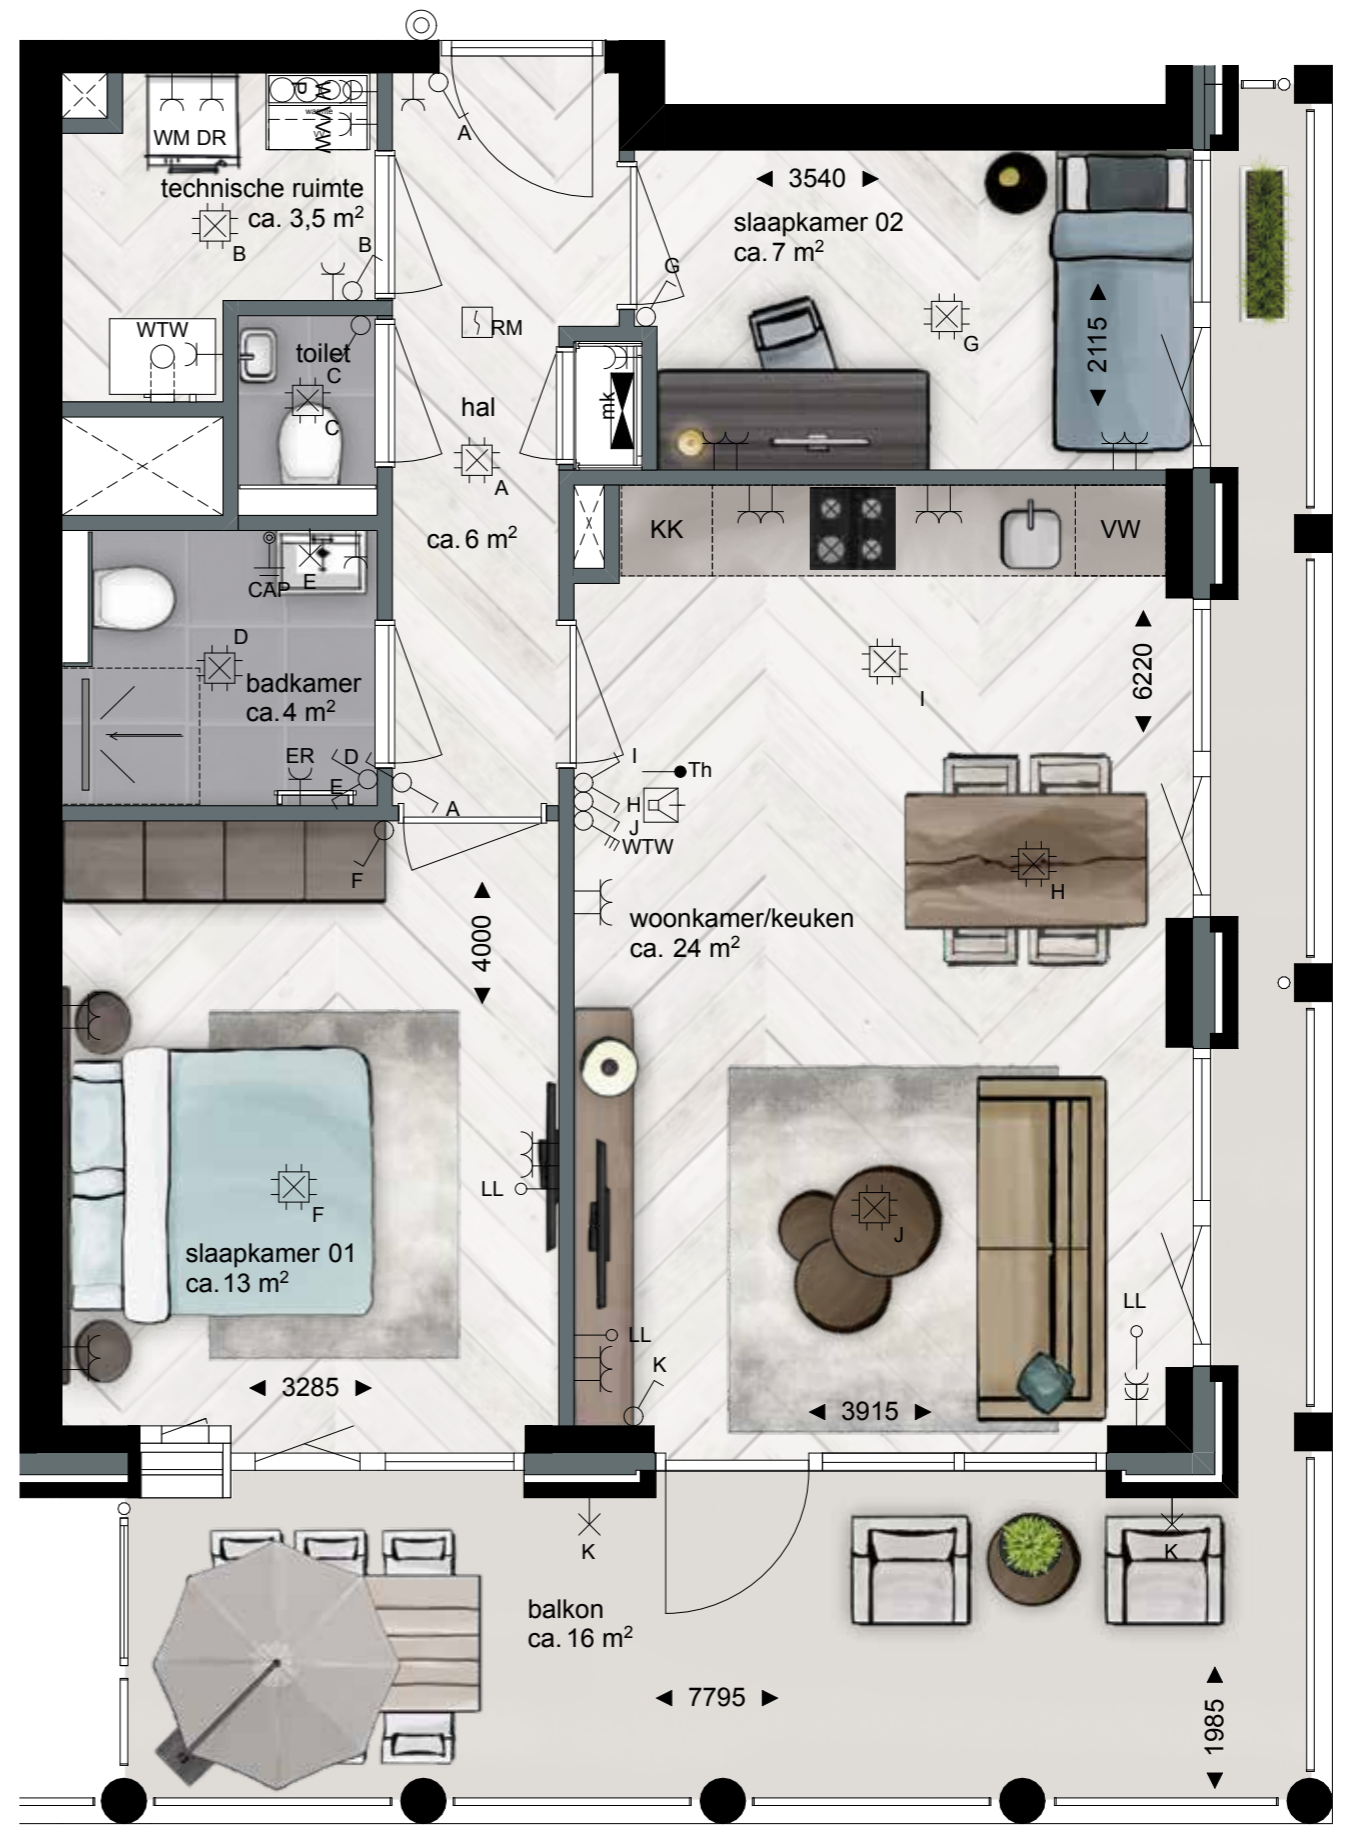 WM DR
P
W
VVW
technische ruimte
ca. 3,5 m²
B
B
A
3540
slaapkamer 02
ca. 7 m²
G
G
2115
WTW
toilet
C
C
RM
mk
hal
A
ca. 6 m²
KK
VW
CAP
E
D
badkamer
ca. 4 m²
ER
D
E
A
F
6220
I
I
Th
H
J
WTW
H
woonkamer/keuken
ca. 24 m²
4000
LL
F
slaapkamer 01
ca. 13 m²
3285
J
LL
K
LL
3915
K
K
balkon
ca. 16 m²
7795
1985